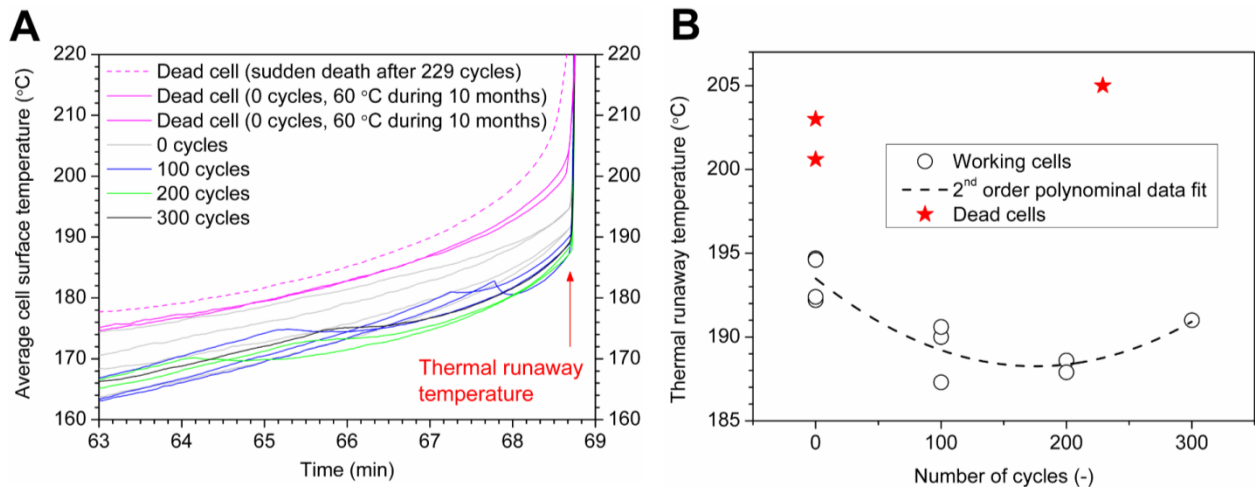 A
220
210
200
190
180
170
160
220
210
200
190
180
170
160
Average cell surface temperature (°C)
Dead cell (sudden death after 229 cycles)
Dead cell (0 cycles, 60 °C during 10 months)
Dead cell (0 cycles, 60 °C during 10 months)
0 cycles
100 cycles
200 cycles
300 cycles
Thermal runaway
temperature
63 64 65 66 67 68 69
Time (min)
B
205
200
195
190
185
Thermal runaway temperature (°C)
Working cells
2nd order polynominal data fit
Dead cells
0 100 200 300
Number of cycles (-)